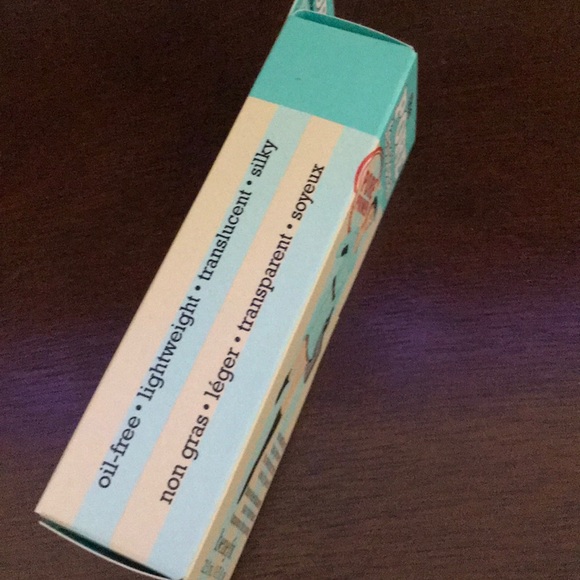 oil-free • lightweight • translucent • silky
non gras • léger • transparent • soyeux